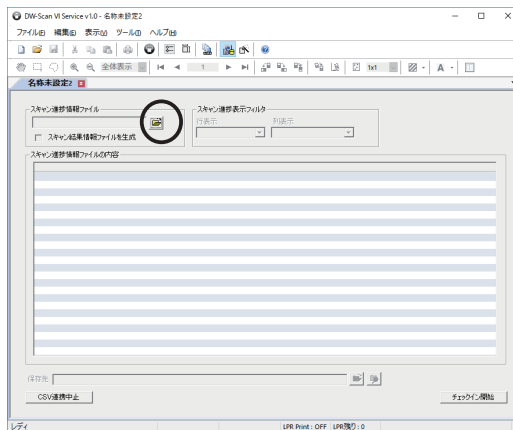 DW-Scan VI Service v1.0 - 名称未設定2
ファイル(F) 編集(E) 表示(V) ツール(T) ヘルプ(H)
全体表示 1 1x1 A
名称未設定2
スキャン進捗情報ファイル スキャン進捗表示フィルタ
行表示 列表示
スキャン結果情報ファイルを生成
スキャン進捗情報ファイルの内容
保存先
CSV連携中止 チェックイン開始
レディ LPR Print : OFF LPR残り : 0